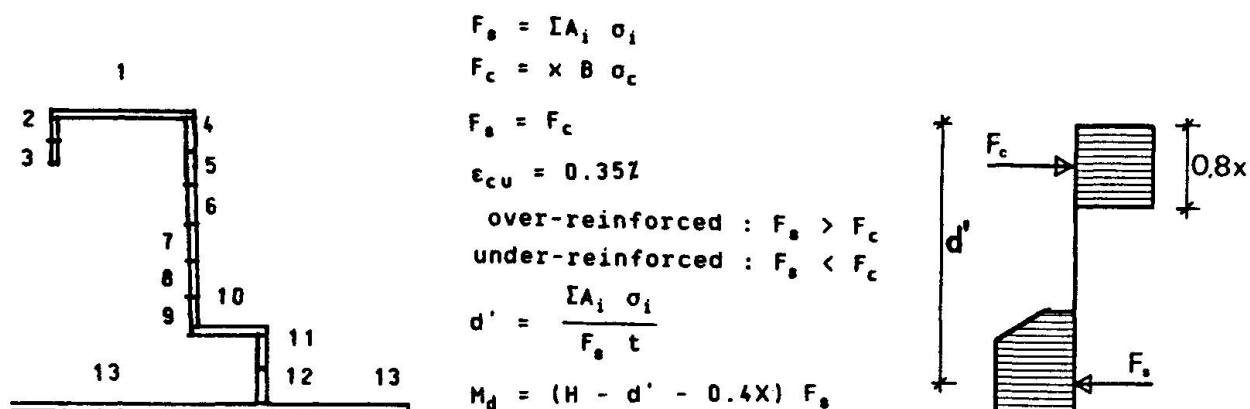 1
2
3
4
5
6
7
8
9
10
11
12
13
13
F_s = ΣA_i σ_i
F_c = x B σ_c
F_s = F_c
ε_cu = 0.35%
over-reinforced : F_s > F_c
under-reinforced : F_s < F_c
d' = ΣA_i σ_i / F_s t
M_d = (H - d' - 0.4X) F_s
F_c
0,8x
d'
F_s